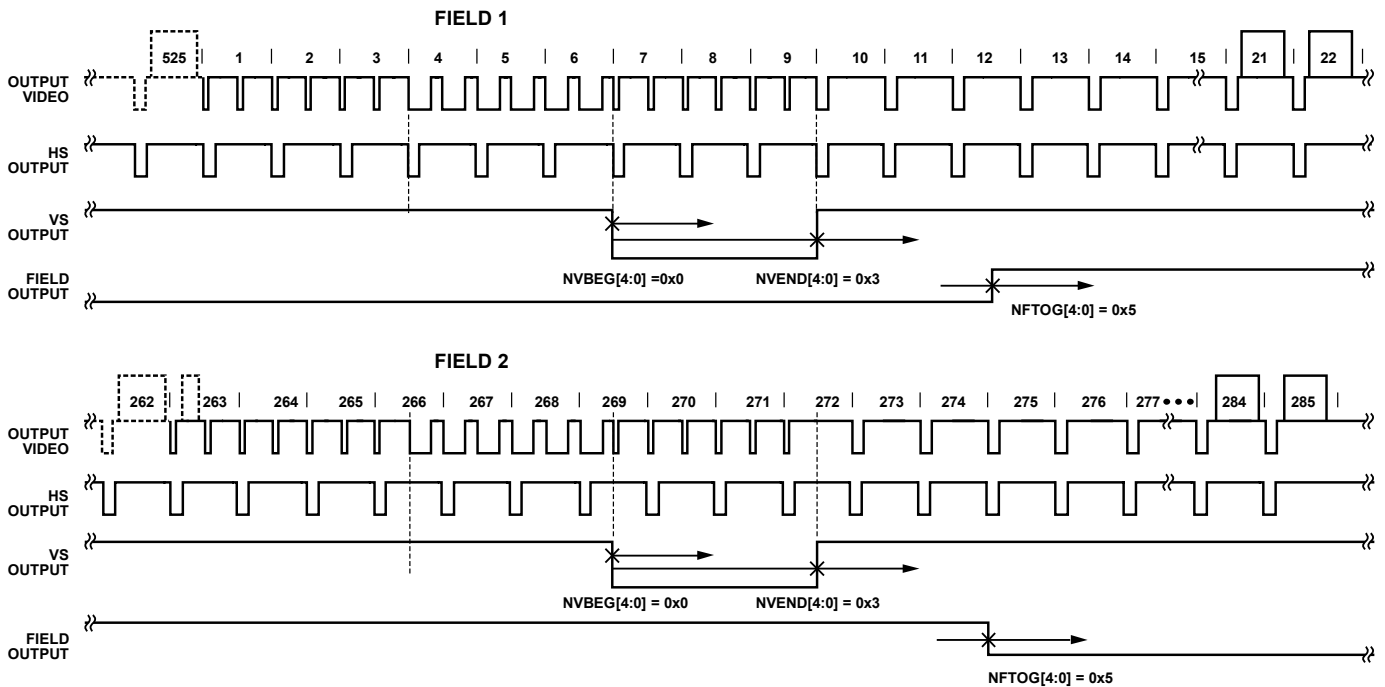 FIELD 1
525 | 1 | 2 | 3 | 4 | 5 | 6 | 7 | 8 | 9 | 10 | 11 | 12 | 13 | 14 | 15 21 | 22 |
OUTPUT
VIDEO
HS
OUTPUT
VS
OUTPUT
NVBEG[4:0] =0x0 NVEND[4:0] = 0x3
FIELD
OUTPUT
NFTOG[4:0] = 0x5
FIELD 2
262 | 263 | 264 | 265 | 266 | 267 | 268 | 269 | 270 | 271 | 272 | 273 | 274 | 275 | 276 | 277 ••• 284 | 285 |
OUTPUT
VIDEO
HS
OUTPUT
VS
OUTPUT
NVBEG[4:0] = 0x0 NVEND[4:0] = 0x3
FIELD
OUTPUT
NFTOG[4:0] = 0x5